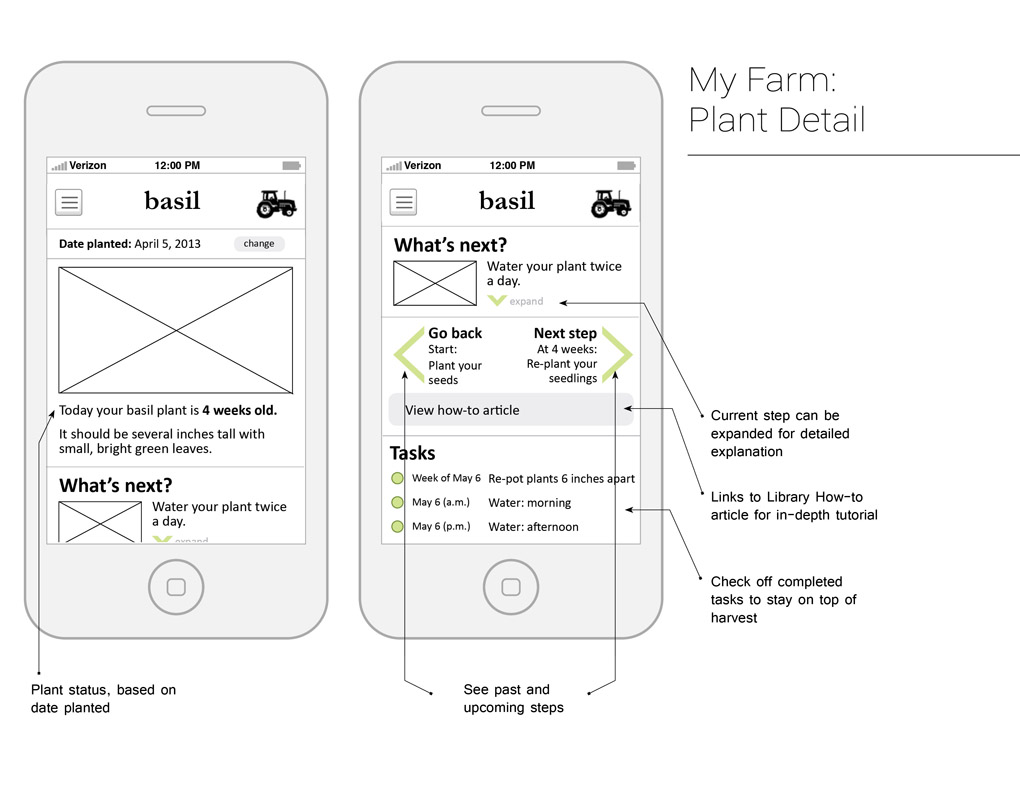 My Farm:
Plant Detail
Verizon 12:00 PM
basil
Date planted: April 5, 2013 change
Today your basil plant is 4 weeks old.
It should be several inches tall with
small, bright green leaves.
What's next?
Water your plant twice
a day.
expand
Verizon 12:00 PM
basil
What's next?
Water your plant twice
a day.
expand
Go back
Start:
Plant your
seeds
Next step
At 4 weeks:
Re-plant your
seedlings
View how-to article
Tasks
Week of May 6 Re-pot plants 6 inches apart
May 6 (a.m.) Water: morning
May 6 (p.m.) Water: afternoon
Current step can be
expanded for detailed
explanation
Links to Library How-to
article for in-depth tutorial
Check off completed
tasks to stay on top of
harvest
Plant status, based on
date planted
See past and
upcoming steps